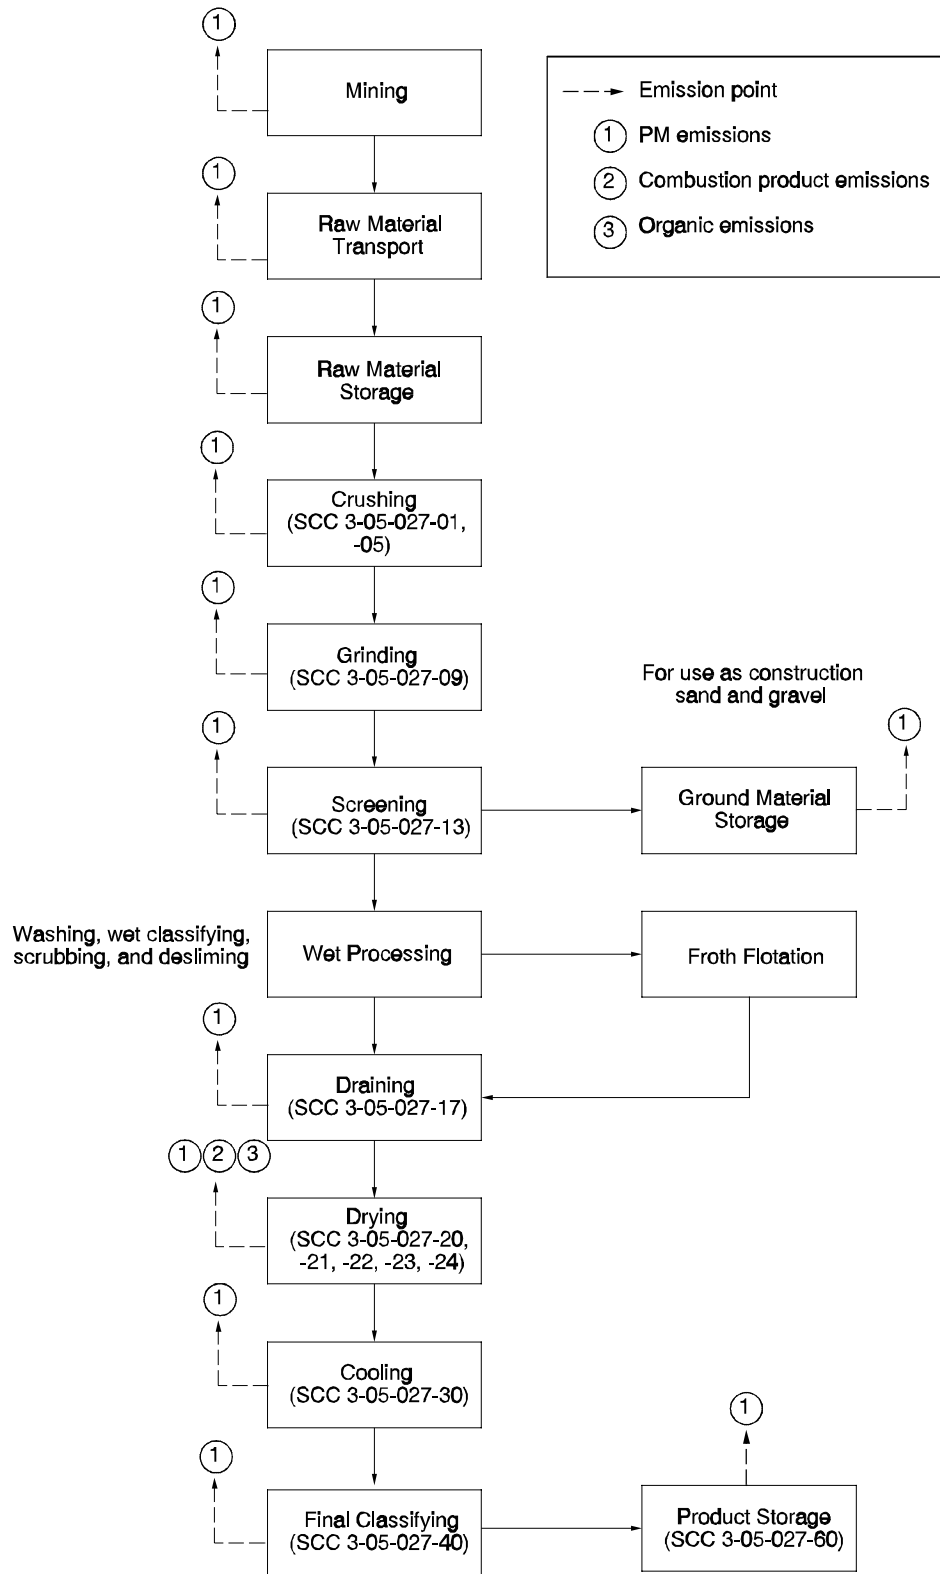 1
Mining
Emission point
1 PM emissions
2 Combustion product emissions
3 Organic emissions
1
Raw Material
Transport
1
Raw Material
Storage
1
Crushing
(SCC 3-05-027-01,
-05)
1
Grinding
(SCC 3-05-027-09)
For use as construction
sand and gravel
1
Screening
(SCC 3-05-027-13)
1
Ground Material
Storage
Washing, wet classifying,
scrubbing, and desliming
Wet Processing
Froth Flotation
1
Draining
(SCC 3-05-027-17)
1 2 3
Drying
(SCC 3-05-027-20,
-21, -22, -23, -24)
1
Cooling
(SCC 3-05-027-30)
1
Final Classifying
(SCC 3-05-027-40)
1
Product Storage
(SCC 3-05-027-60)